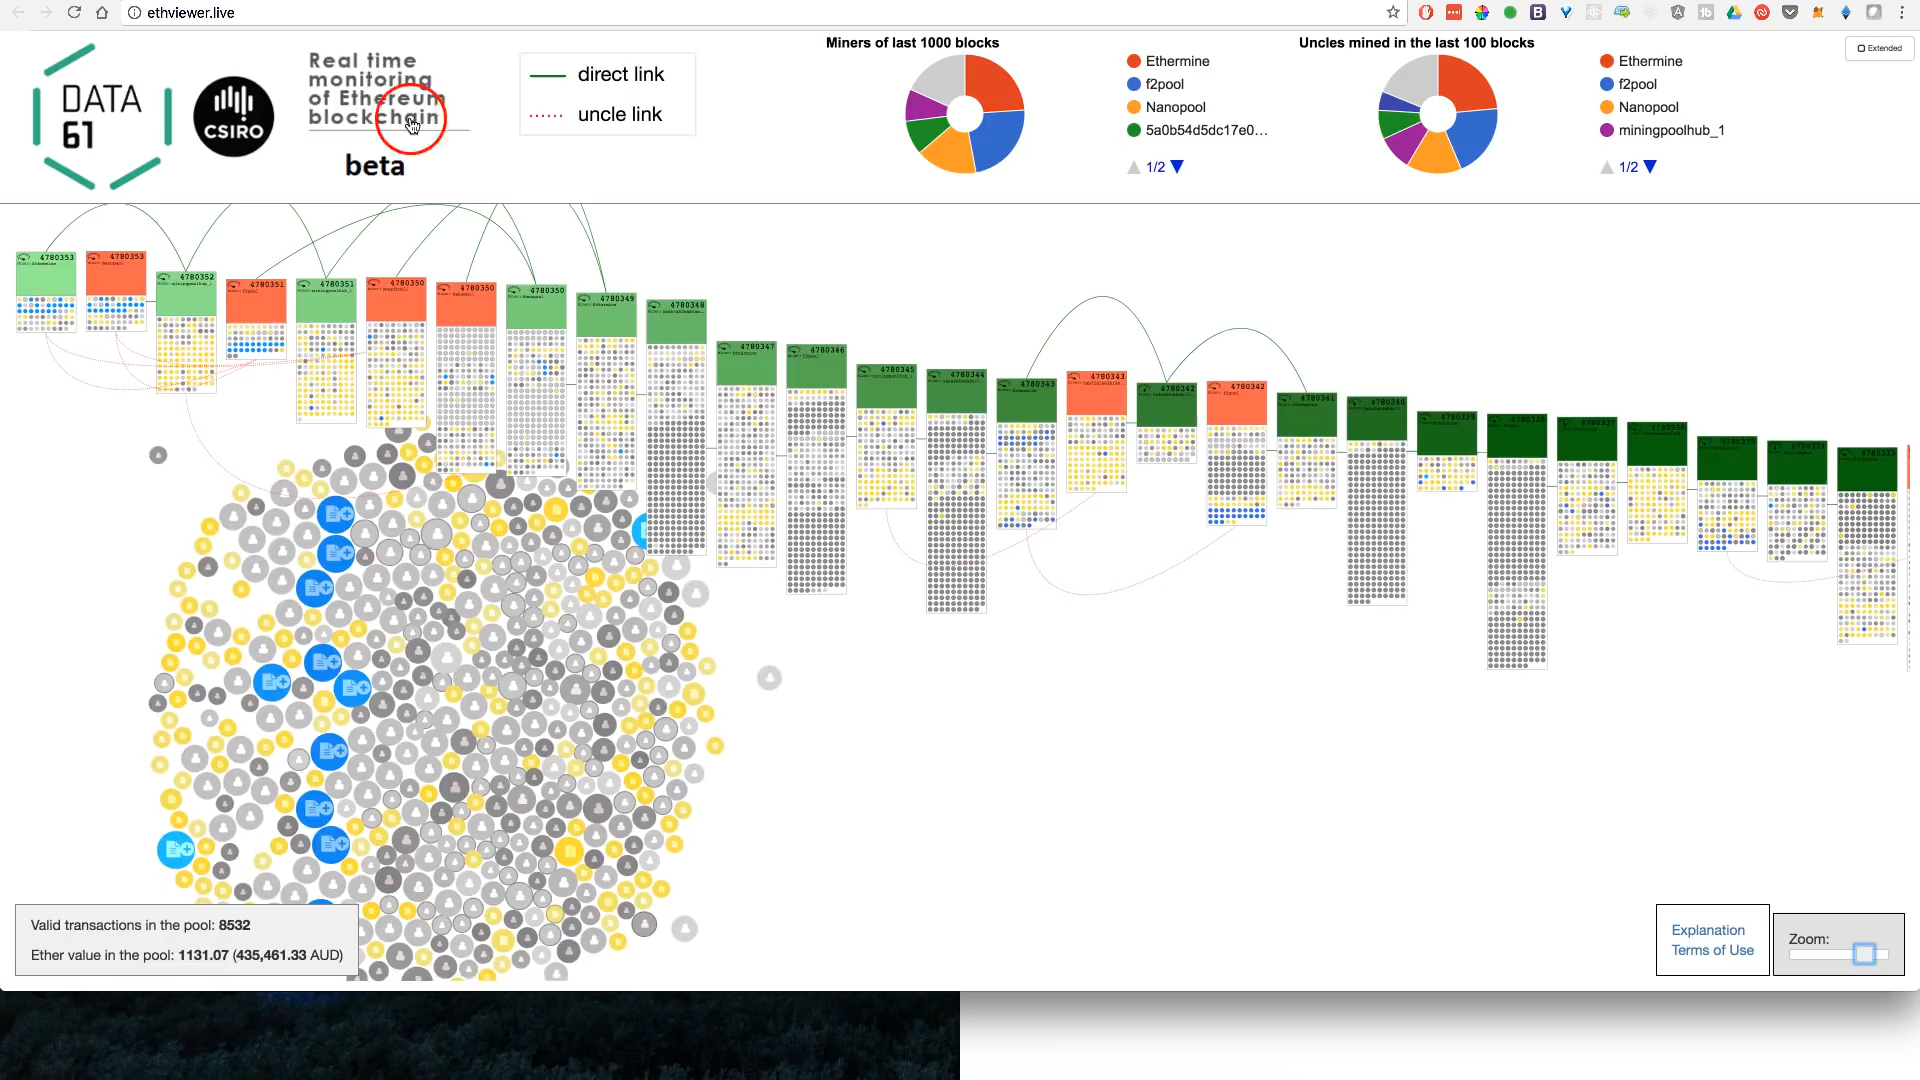 ethviewer.live
DATA
61
CSIRO
Real time
monitoring
of Ethereum
blockchain
beta
direct link
uncle link
Miners of last 1000 blocks
Ethermine
f2pool
Nanopool
5a0b54d5dc17e0...
1/2
Uncles mined in the last 100 blocks
Ethermine
f2pool
Nanopool
miningpoolhub_1
1/2
Extended
4780353
4780353
4780352
4780351
4780351
4780350
4780350
4780350
4780349
4780348
4780347
4780346
4780345
4780344
4780343
4780343
4780342
4780342
4780341
4780340
Valid transactions in the pool: 8532
Ether value in the pool: 1131.07 (435,461.33 AUD)
Explanation
Terms of Use
Zoom: